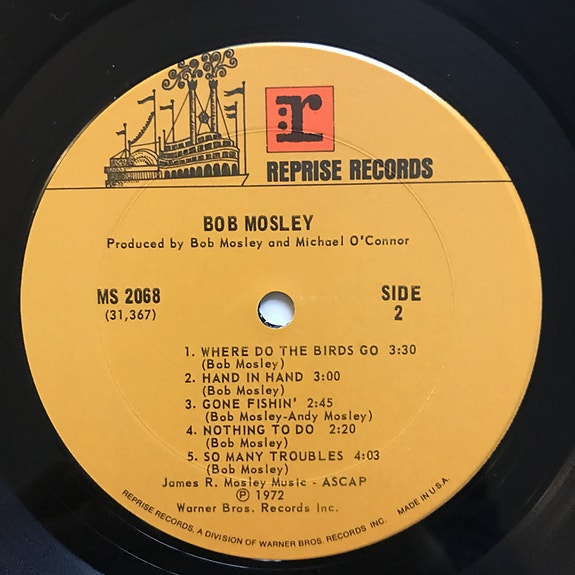 :r
REPRISE RECORDS
BOB MOSLEY
Produced by Bob Mosley and Michael O'Connor
MS 2068
(31,367)
SIDE
2
1. WHERE DO THE BIRDS GO 3:30
(Bob Mosley)
2. HAND IN HAND 3:00
(Bob Mosley)
3. GONE FISHIN' 2:45
(Bob Mosley-Andy Mosley)
4. NOTHING TO DO 2:20
(Bob Mosley)
5. SO MANY TROUBLES 4:03
(Bob Mosley)
James R. Mosley Music - ASCAP
℗ 1972
Warner Bros. Records Inc.
REPRISE RECORDS, A DIVISION OF WARNER BROS. RECORDS INC. MADE IN U.S.A.